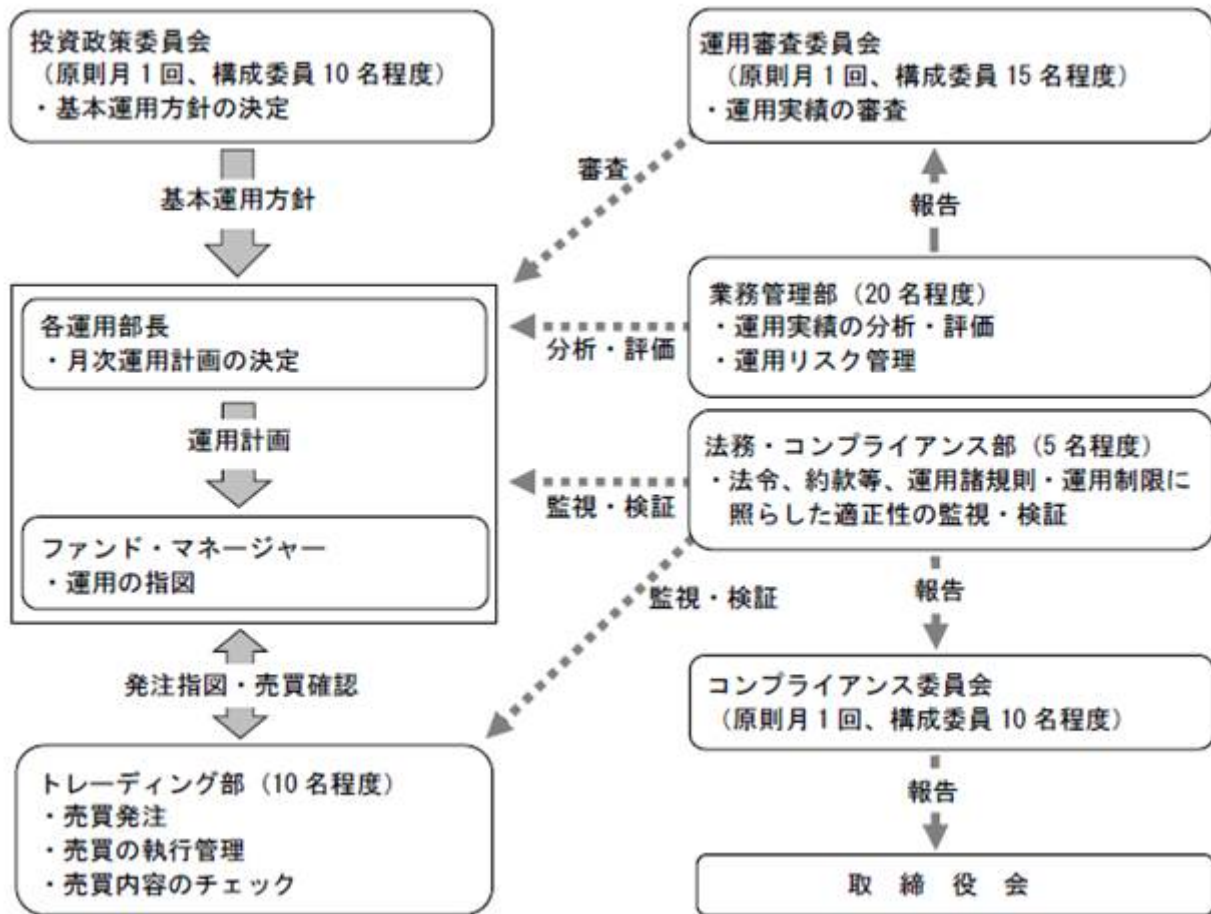 投資政策委員会
（原則月1回、構成委員10名程度）
・基本運用方針の決定
基本運用方針
各運用部長
・月次運用計画の決定
運用計画
ファンド・マネージャー
・運用の指図
発注指図・売買確認
トレーディング部（10名程度）
・売買発注
・売買の執行管理
・売買内容のチェック
審査
分析・評価
監視・検証
監視・検証
運用審査委員会
（原則月1回、構成委員15名程度）
・運用実績の審査
報告
業務管理部（20名程度）
・運用実績の分析・評価
・運用リスク管理
法務・コンプライアンス部（5名程度）
・法令、約款等、運用諸規則・運用制限に
照らした適正性の監視・検証
報告
コンプライアンス委員会
（原則月1回、構成委員10名程度）
報告
取 締 役 会